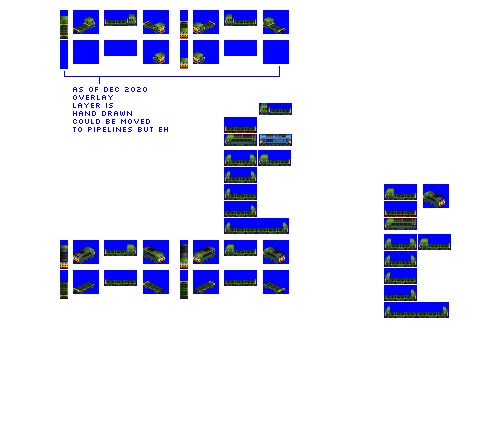 AS OF DEC 2020
OVERLAY
LAYER IS
HAND DRAWN
COULD BE MOVED
TO PIPELINES BUT EH